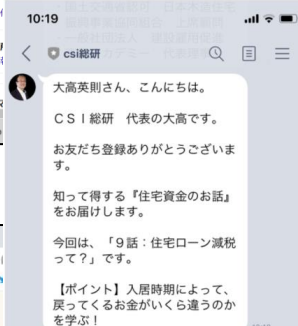 10:19
csi総研
大高英則さん、こんにちは。
ＣＳＩ総研　代表の大高です。
お友だち登録ありがとうございま
す。
知って得する『住宅資金のお話』
をお届けします。
今回は、「９話：住宅ローン減税
って？」です。
【ポイント】入居時期によって、
戻ってくるお金がいくら違うのか
を学ぶ！